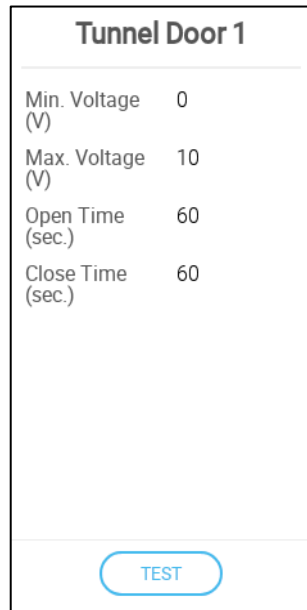 Tunnel Door 1
Min. Voltage 0
(V)
Max. Voltage 10
(V)
Open Time 60
(sec.)
Close Time 60
(sec.)
TEST